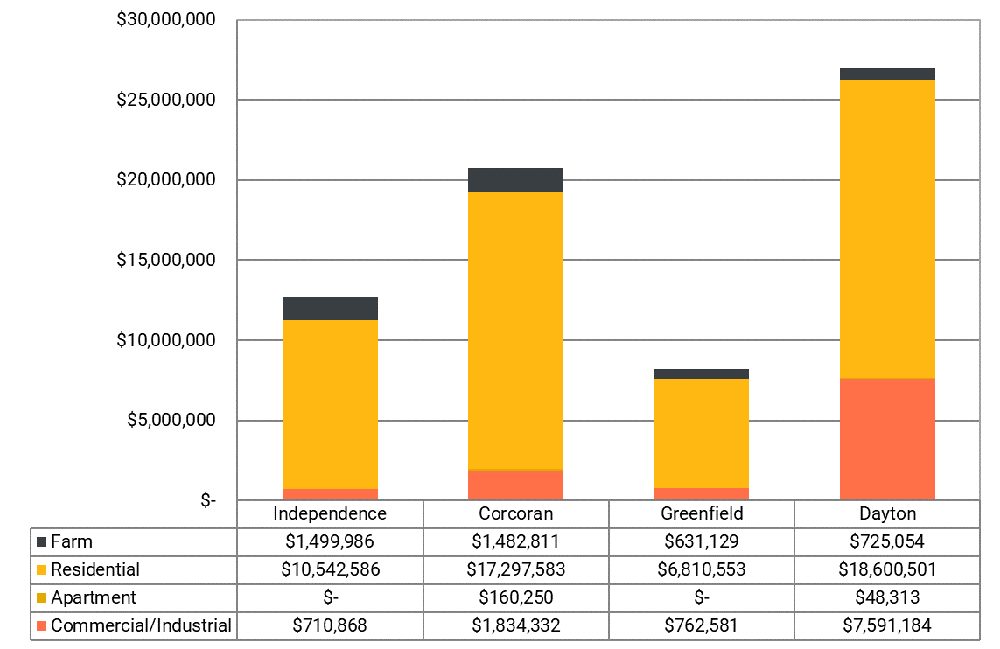 $30,000,000
$25,000,000
$20,000,000
$15,000,000
$10,000,000
$5,000,000
$-
Independence Corcoran Greenfield Dayton
Farm $1,499,986 $1,482,811 $631,129 $725,054
Residential $10,542,586 $17,297,583 $6,810,553 $18,600,501
Apartment $- $160,250 $- $48,313
Commercial/Industrial $710,868 $1,834,332 $762,581 $7,591,184